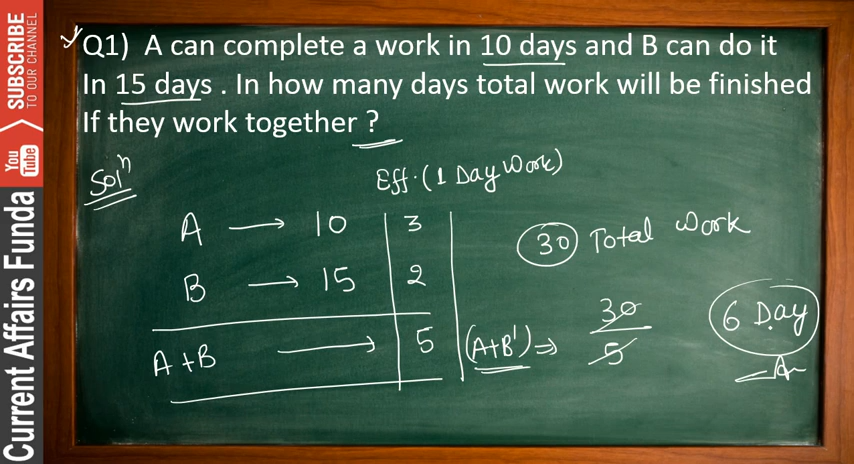 SUBSCRIBE
TO OUR CHANNEL
You Tube
Current Affairs Funda
Q1) A can complete a work in 10 days and B can do it
In 15 days . In how many days total work will be finished
If they work together ?
Solⁿ
Eff. (1 Day Work)
A → 10 3
30 Total Work
B → 15 2
A+B → 5 (A+B') ⇒ 30/5 6 Day
A